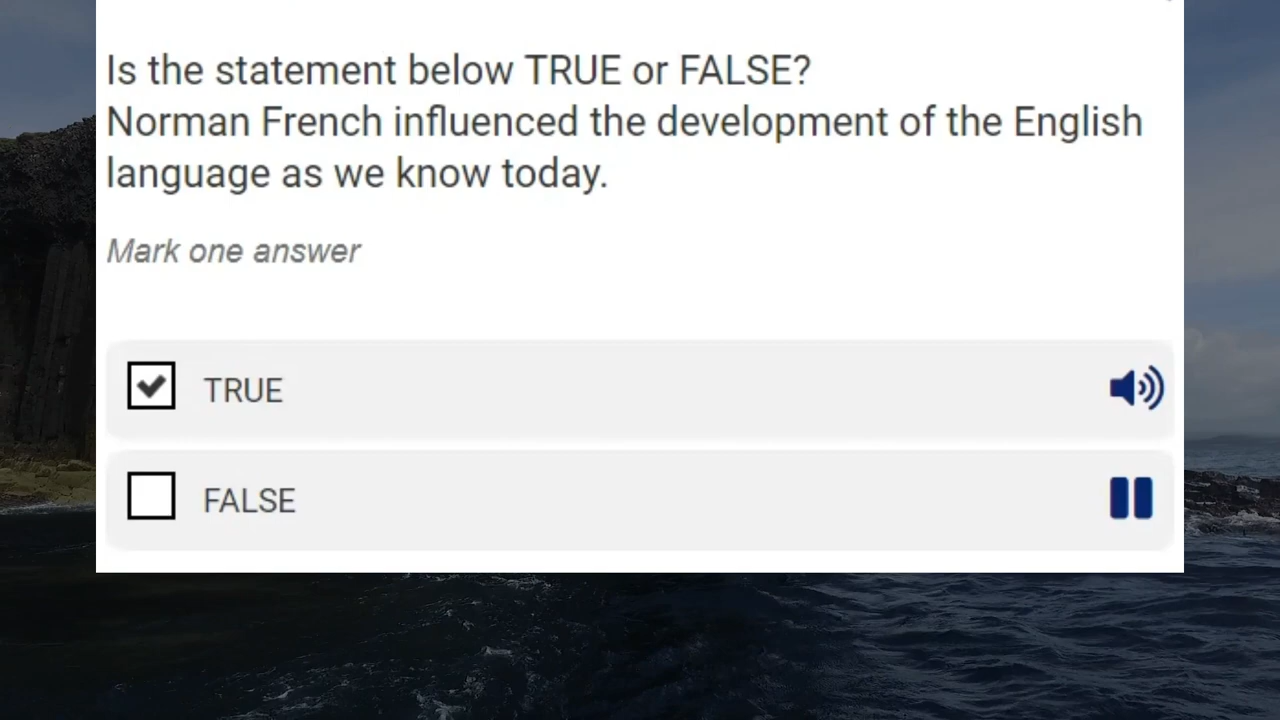 Is the statement below TRUE or FALSE?
Norman French influenced the development of the English
language as we know today.
Mark one answer
TRUE
FALSE